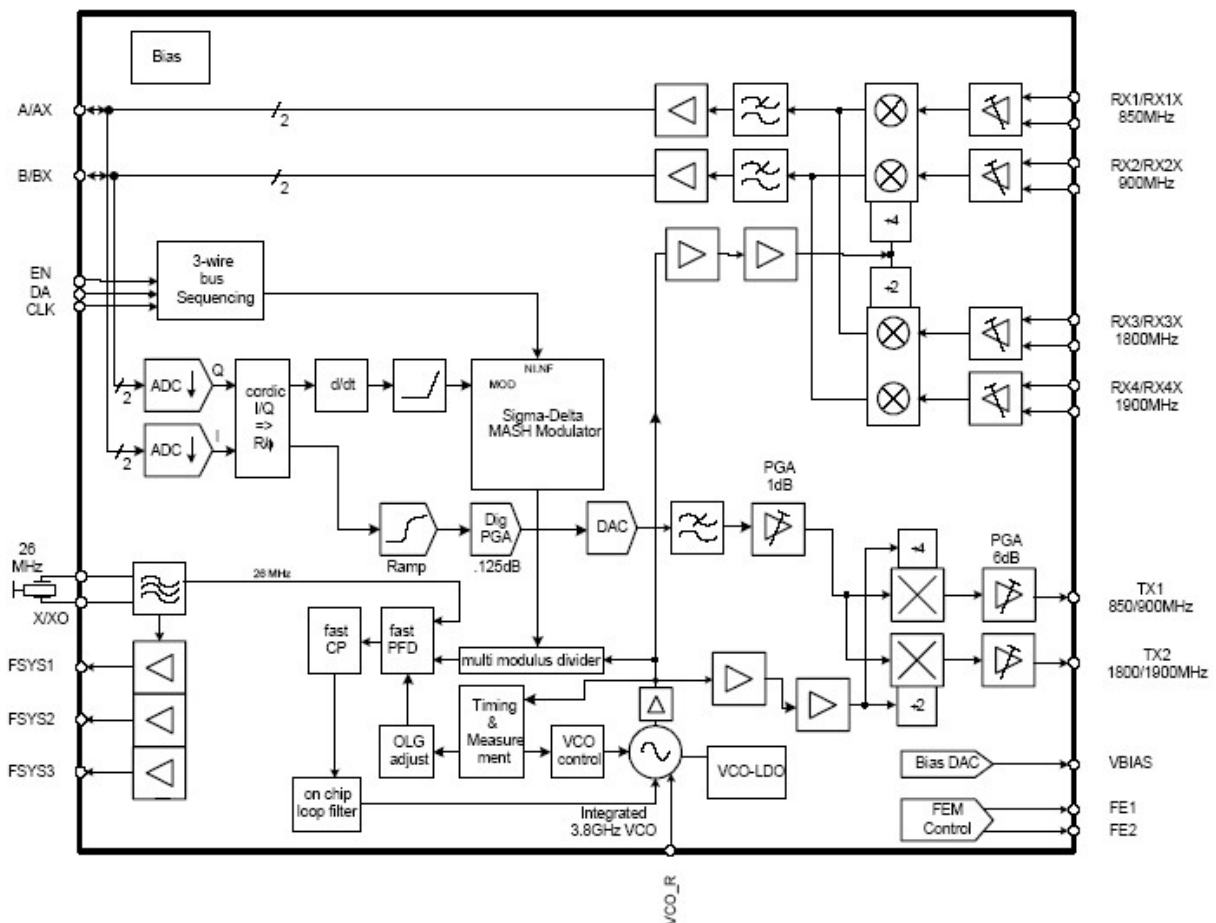 Bias
A/AX
2
RX1/RX1X
850MHz
B/BX
2
RX2/RX2X
900MHz
÷4
EN
DA
CLK
3-wire
bus
Sequencing
÷2
RX3/RX3X
1800MHz
RX4/RX4X
1900MHz
2
ADC
Q
2
ADC
I
cordic
I/Q
=>
d/dt
NI.NF
MOD
Sigma-Delta
MASH Modulator
Ramp
Dig
PGA
.125dB
DAC
PGA
1dB
÷4
PGA
6dB
TX1
850/900MHz
TX2
1800/1900MHz
÷2
26
MHz
X/XO
26 MHz
FSYS1
FSYS2
FSYS3
fast
CP
fast
PFD
multi modulus divider
OLG
adjust
Timing
&
Measure
ment
VCO
control
VCO-LDO
on chip
loop filter
Integrated
3.8GHz VCO
VCO_R
Bias DAC
VBIAS
FEM
Control
FE1
FE2